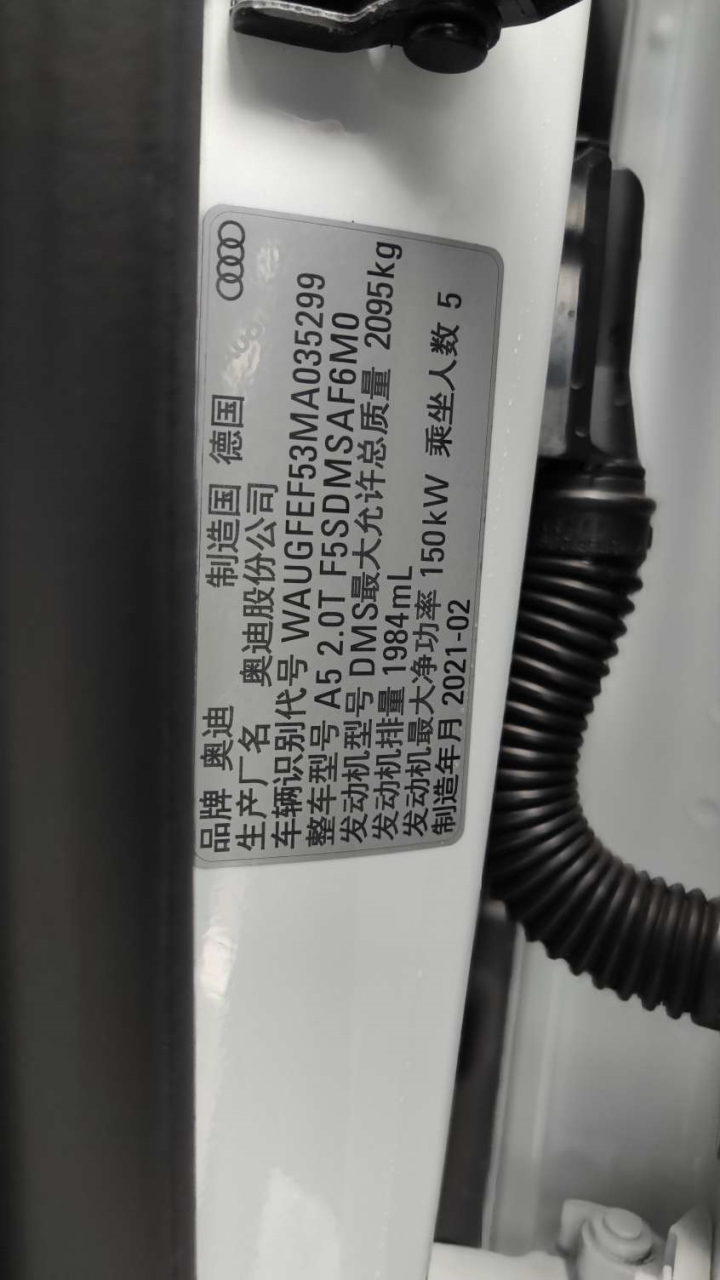 品牌 奥迪 制造国 德国
生产厂名 奥迪股份公司
车辆识别代号 WAUGFEF53MA035299
整车型号 A5 2.0T F5SDMSAF6M0
发动机型号 DMS最大允许总质量 2095kg
发动机排量 1984mL
发动机最大净功率 150kW 乘坐人数 5
制造年月 2021-02